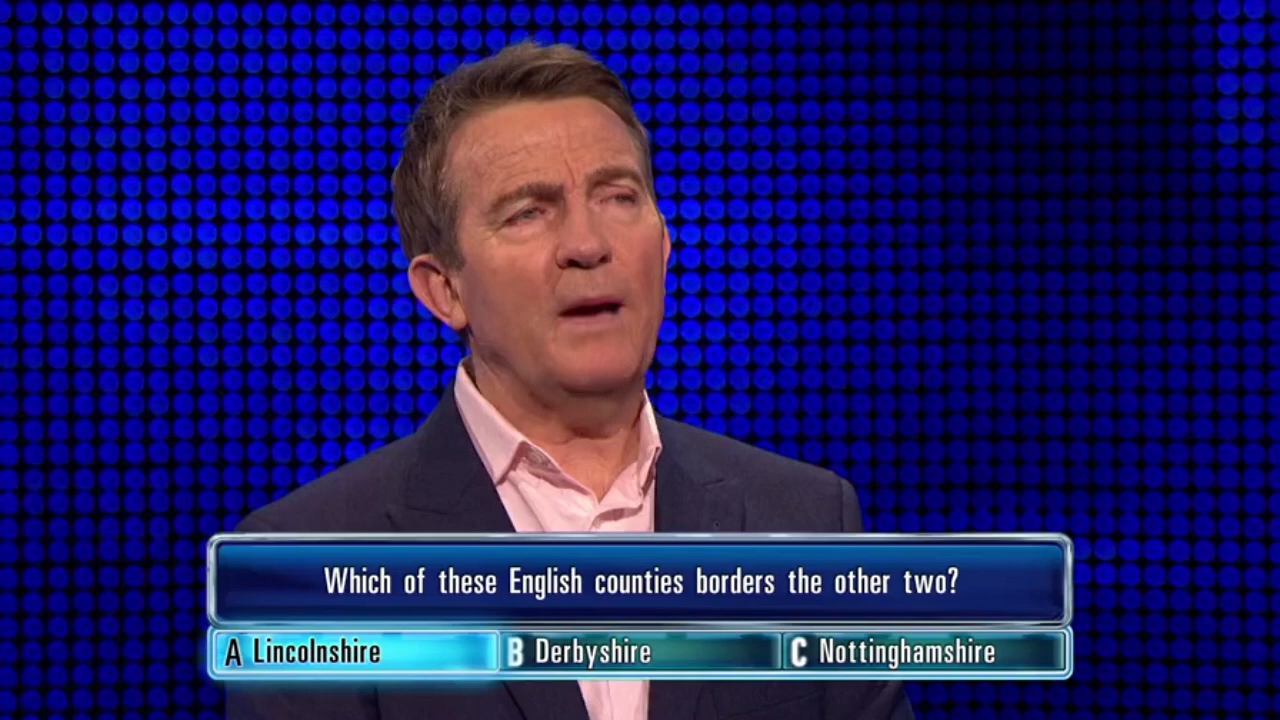 Which of these English counties borders the other two?
A Lincolnshire B Derbyshire C Nottinghamshire